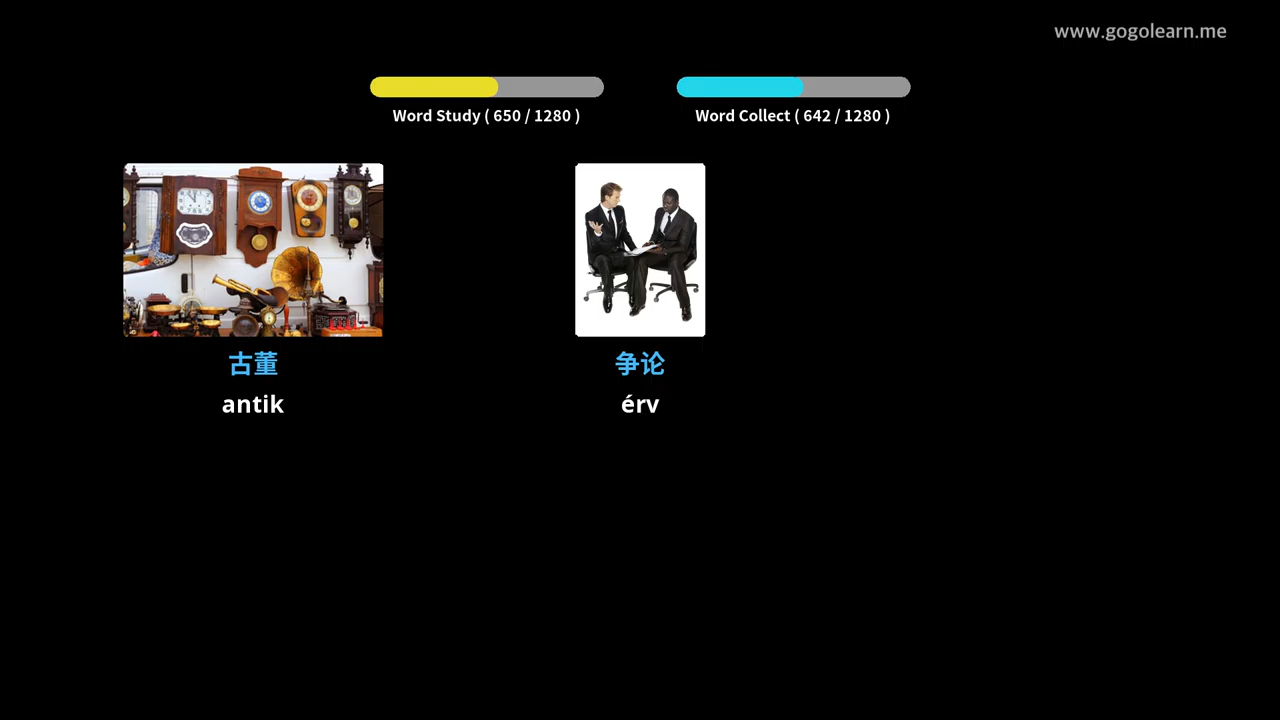 www.gogolearn.me
Word Study ( 650 / 1280 )
Word Collect ( 642 / 1280 )
古董
争论
antik
érv